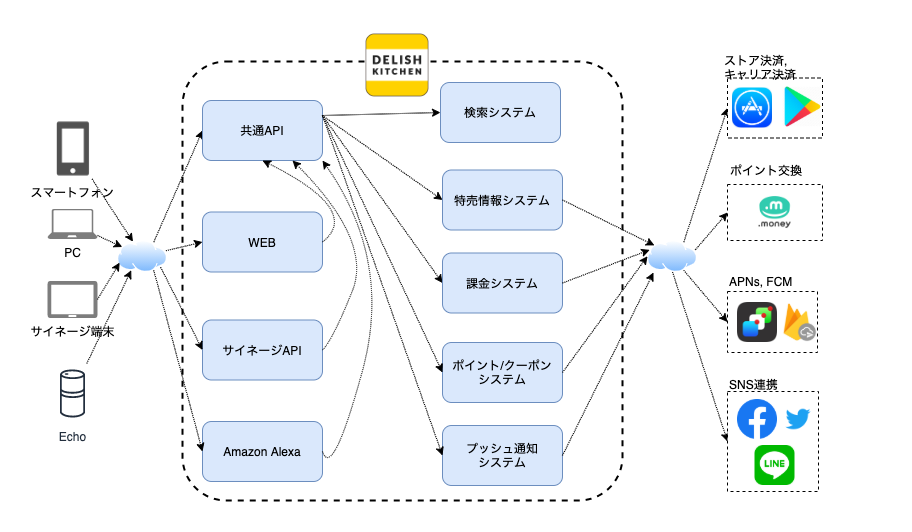 DELISH
KITCHEN
スマートフォン
PC
サイネージ端末
Echo
共通API
WEB
サイネージAPI
Amazon Alexa
検索システム
特売情報システム
課金システム
ポイント/クーポン
システム
プッシュ通知
システム
ストア決済,
キャリア決済
ポイント交換
.m
.money
APNs, FCM
SNS連携
LINE